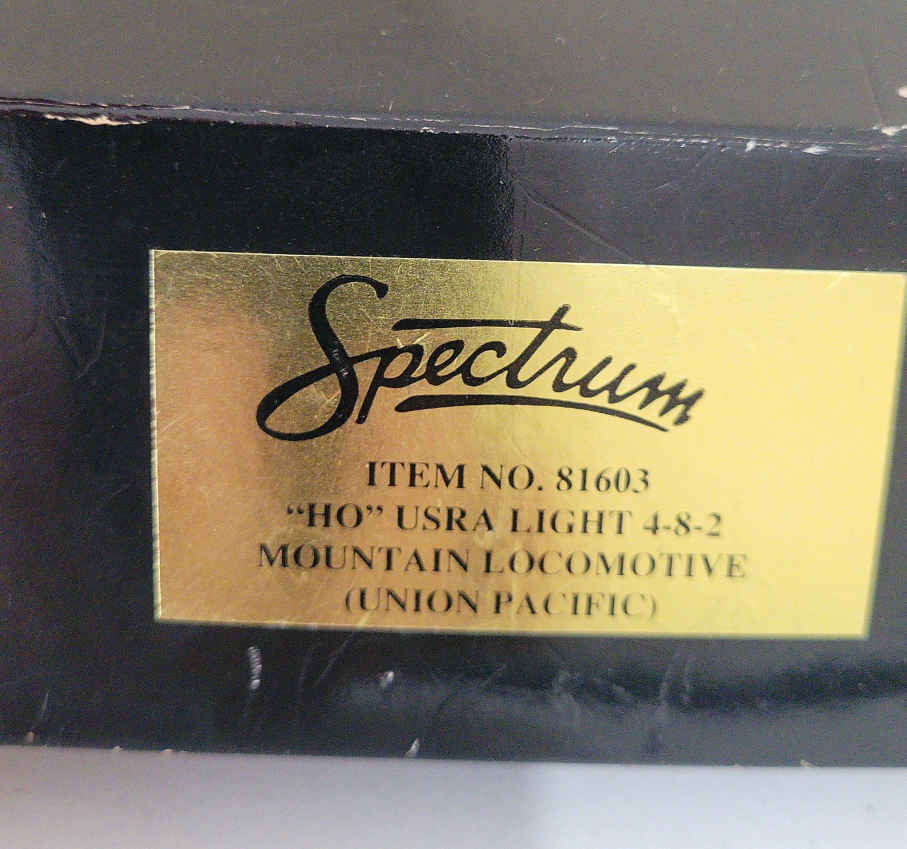 Spectrum
ITEM NO. 81603
“HO” USRA LIGHT 4-8-2
MOUNTAIN LOCOMOTIVE
(UNION PACIFIC)